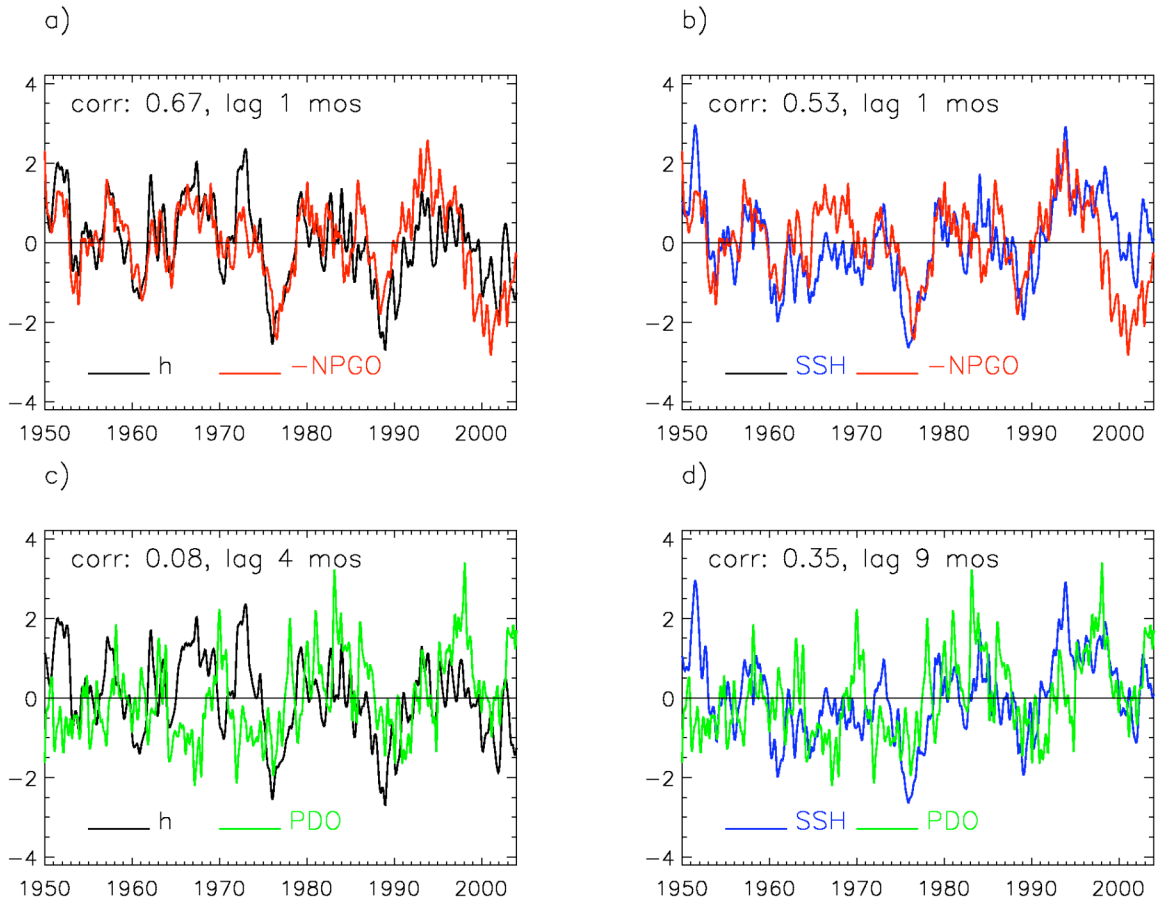 a)
b)
4
2
0
−2
−4
corr: 0.67, lag 1 mos
h
−NPGO
1950 1960 1970 1980 1990 2000
4
2
0
−2
−4
corr: 0.53, lag 1 mos
SSH
−NPGO
1950 1960 1970 1980 1990 2000
c)
d)
4
2
0
−2
−4
corr: 0.08, lag 4 mos
h
PDO
1950 1960 1970 1980 1990 2000
4
2
0
−2
−4
corr: 0.35, lag 9 mos
SSH
PDO
1950 1960 1970 1980 1990 2000